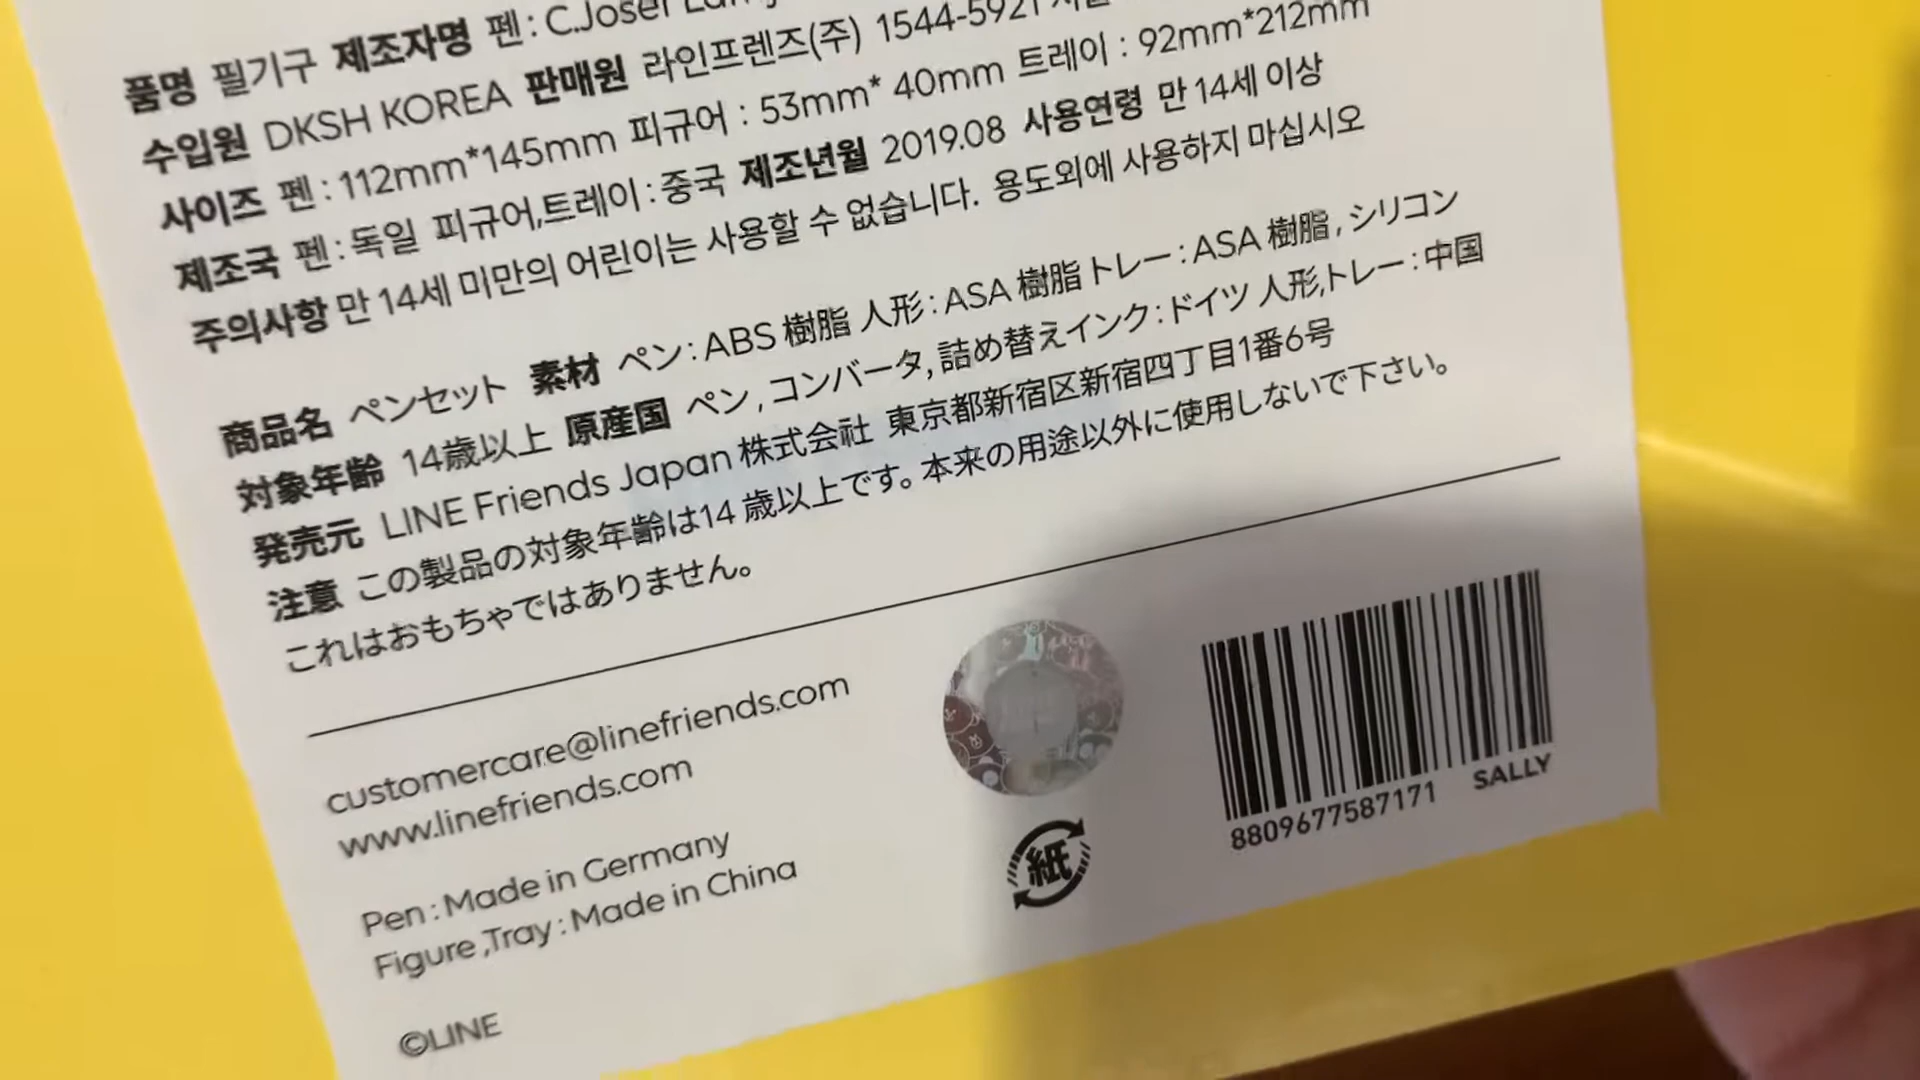 품명 필기구 제조자명 펜 : C.Josef
수입원 DKSH KOREA 판매원 라인프렌즈(주) 1544-5921
사이즈 펜 : 112mm*145mm 피규어 : 53mm* 40mm 트레이 : 92mm*212mm
제조국 펜 : 독일 피규어,트레이 : 중국 제조년월 2019.08 사용연령 만 14세 이상
주의사항 만 14세 미만의 어린이는 사용할 수 없습니다. 용도외에 사용하지 마십시오
商品名 ペンセット 素材 ペン : ABS 樹脂 人形 : ASA 樹脂 トレー : ASA 樹脂 , シリコン
対象年齢 14歳以上 原産国 ペン , コンバータ, 詰め替えインク : ドイツ 人形,トレー : 中国
発売元 LINE Friends Japan 株式会社 東京都新宿区新宿四丁目1番6号
注意 この製品の対象年齢は14 歳以上です。本来の用途以外に使用しないで下さい。
これはおもちゃではありません。
customercare@linefriends.com
www.linefriends.com
Pen : Made in Germany
Figure ,Tray : Made in China
©LINE
紙
8809677587171 SALLY